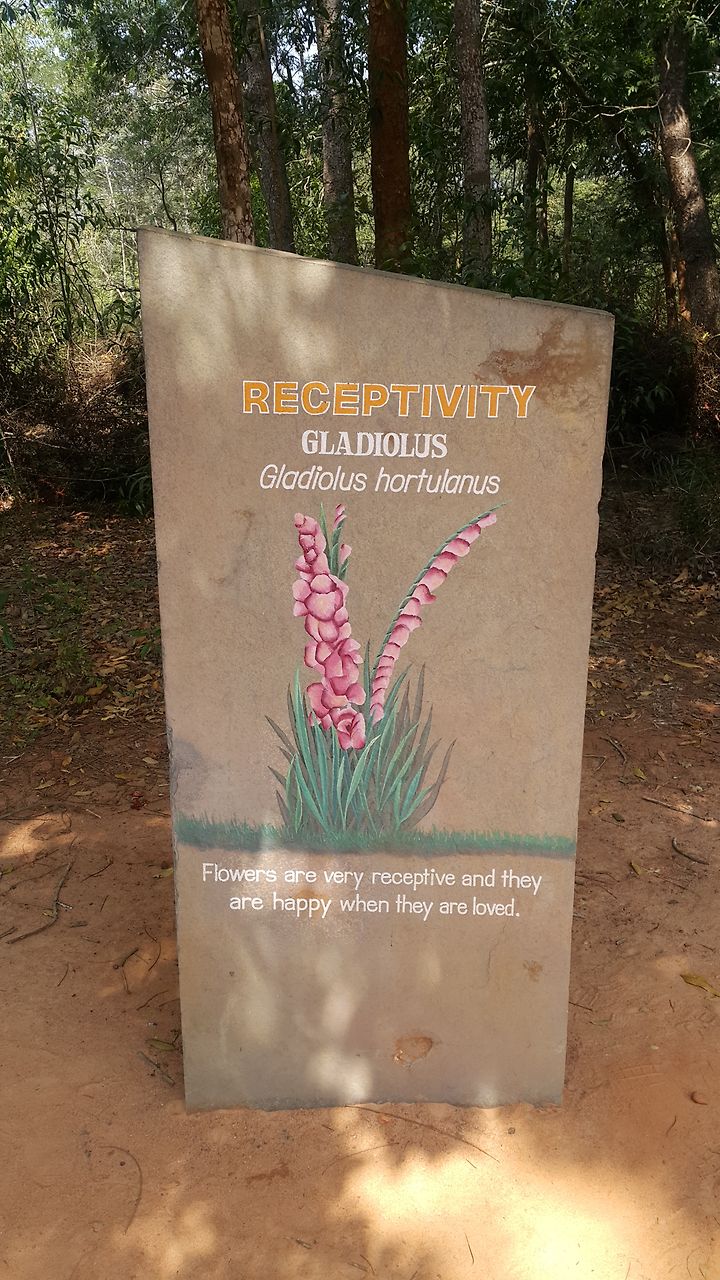 RECEPTIVITY
GLADIOLUS
Gladiolus hortulanus
Flowers are very receptive and they
are happy when they are loved.